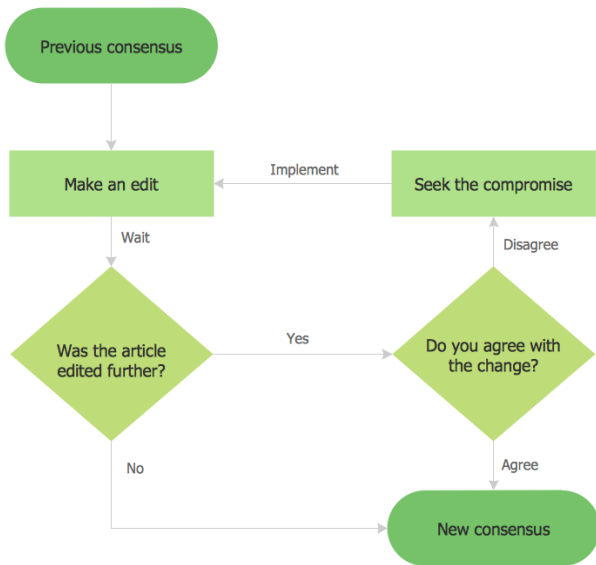 Previous consensus
Make an edit
Implement
Seek the compromise
Wait
Disagree
Was the article
edited further?
Yes
Do you agree with
the change?
No
Agree
New consensus